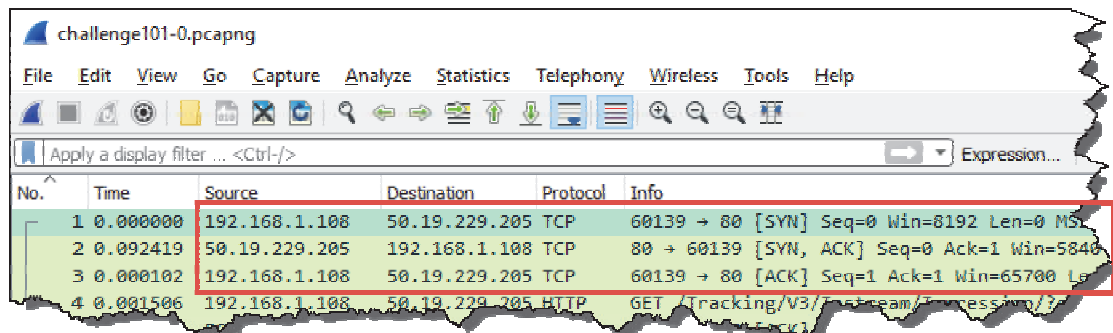 challenge101-0.pcapng
File Edit View Go Capture Analyze Statistics Telephony Wireless Tools Help
Apply a display filter ... <Ctrl-/> Expression...
No. Time Source Destination Protocol Info
1 0.000000 192.168.1.108 50.19.229.205 TCP 60139 → 80 [SYN] Seq=0 Win=8192 Len=0
2 0.092419 50.19.229.205 192.168.1.108 TCP 80 → 60139 [SYN, ACK] Seq=0 Ack=1 Win=5840
3 0.000102 192.168.1.108 50.19.229.205 TCP 60139 → 80 [ACK] Seq=1 Ack=1 Win=65700
4 0.001506 192.168.1.108 50.19.229.205 HTTP GET